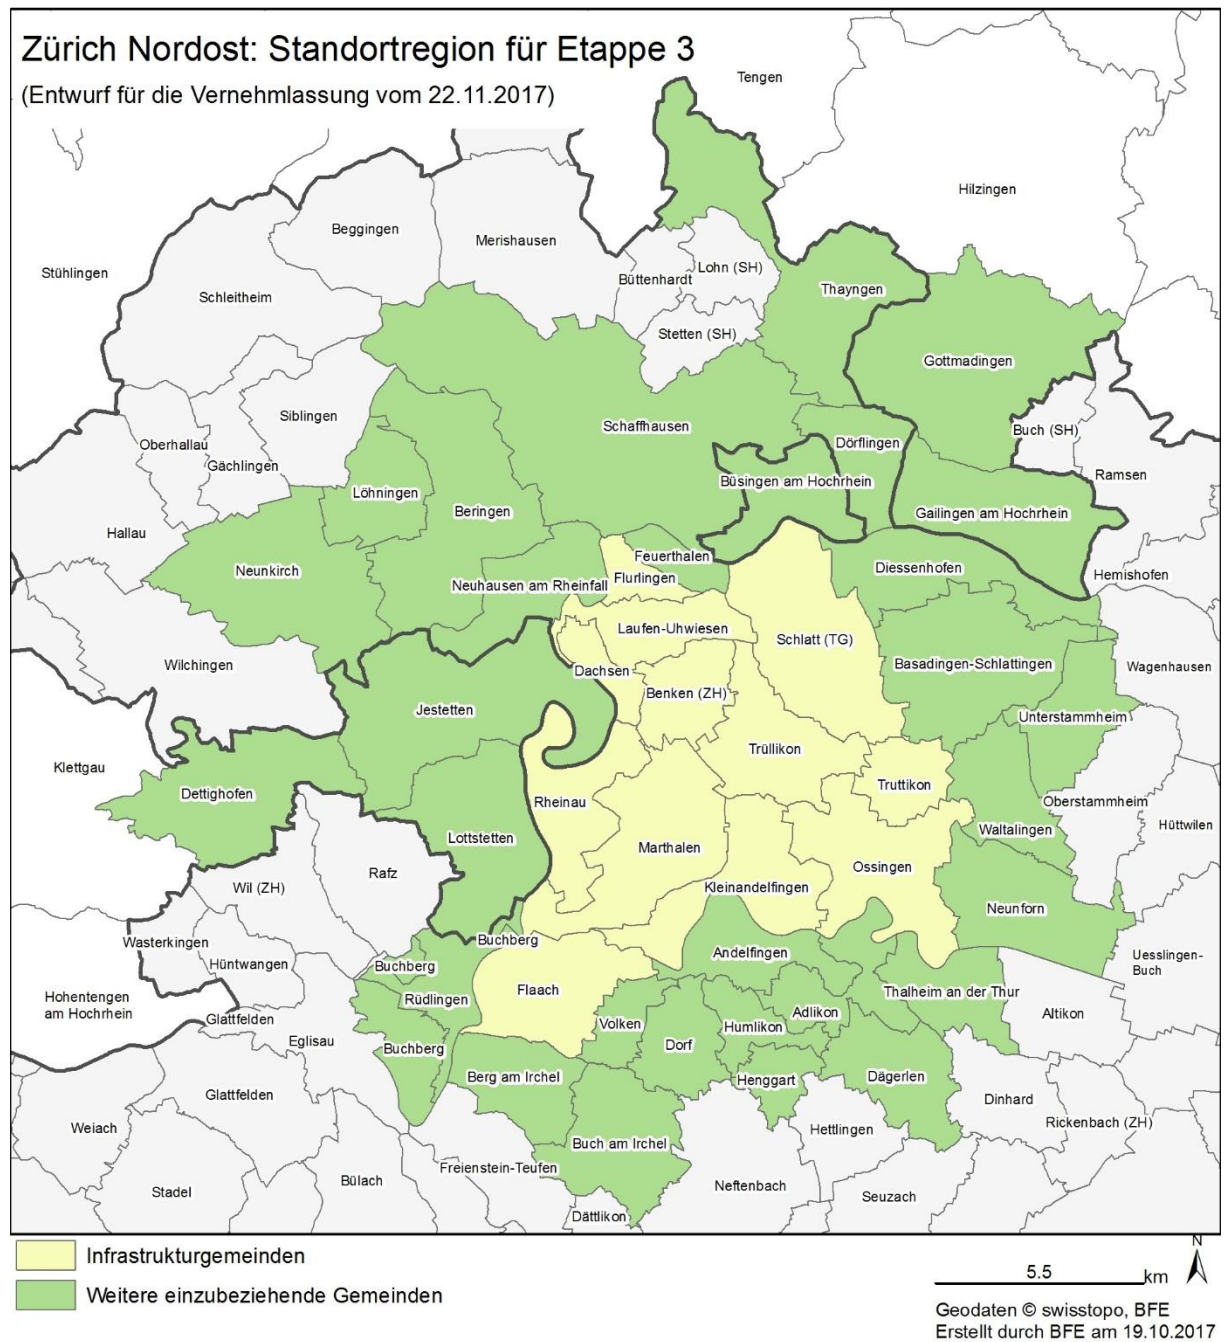 Zürich Nordost: Standortregion für Etappe 3
(Entwurf für die Vernehmlassung vom 22.11.2017)
Tengen
Hilzingen
Beggingen
Merishausen
Stühlingen
Schleitheim
Büttenhardt
Lohn (SH)
Thayngen
Stetten (SH)
Gottmadingen
Siblingen
Oberhallau
Gächlingen
Schaffhausen
Dörflingen
Buch (SH)
Ramsen
Büsingen am Hochrhein
Löhningen
Beringen
Gailingen am Hochrhein
Hallau
Neunkirch
Feuerthalen
Diessenhofen
Hemishofen
Neuhausen am Rheinfall
Flurlingen
Laufen-Uhwiesen
Schlatt (TG)
Wilchingen
Dachsen
Basadingen-Schlattingen
Wagenhausen
Benken (ZH)
Jestetten
Unterstammheim
Klettgau
Trüllikon
Dettighofen
Truttikon
Rheinau
Oberstammheim
Hüttwilen
Lottstetten
Waltalingen
Marthalen
Ossingen
Rafz
Wil (ZH)
Kleinandelfingen
Neunforn
Wasterkingen
Buchberg
Andelfingen
Uesslingen-
Buch
Hüntwangen
Buchberg
Flaach
Thalheim an der Thur
Hohentengen
am Hochrhein
Rüdlingen
Glattfelden
Volken
Humlikon
Adlikon
Altikon
Eglisau
Buchberg
Dorf
Berg am Irchel
Henggart
Dägerlen
Glattfelden
Dinhard
Weiach
Hettlingen
Rickenbach (ZH)
Buch am Irchel
Freienstein-Teufen
Bülach
Stadel
Neftenbach
Seuzach
Dättlikon
Infrastrukturgemeinden
Weitere einzubeziehende Gemeinden
N
5.5
km
Geodaten © swisstopo, BFE
Erstellt durch BFE am 19.10.2017